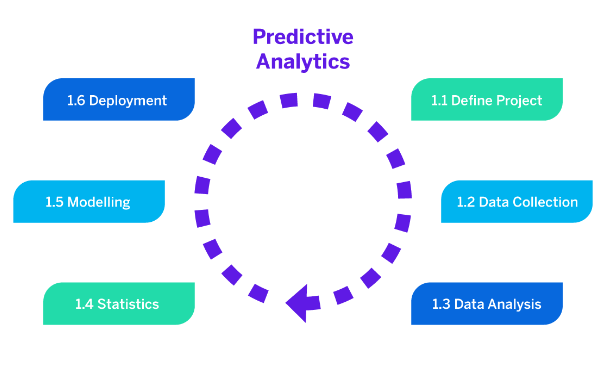 Predictive
Analytics
1.1 Define Project
1.2 Data Collection
1.3 Data Analysis
1.4 Statistics
1.5 Modelling
1.6 Deployment